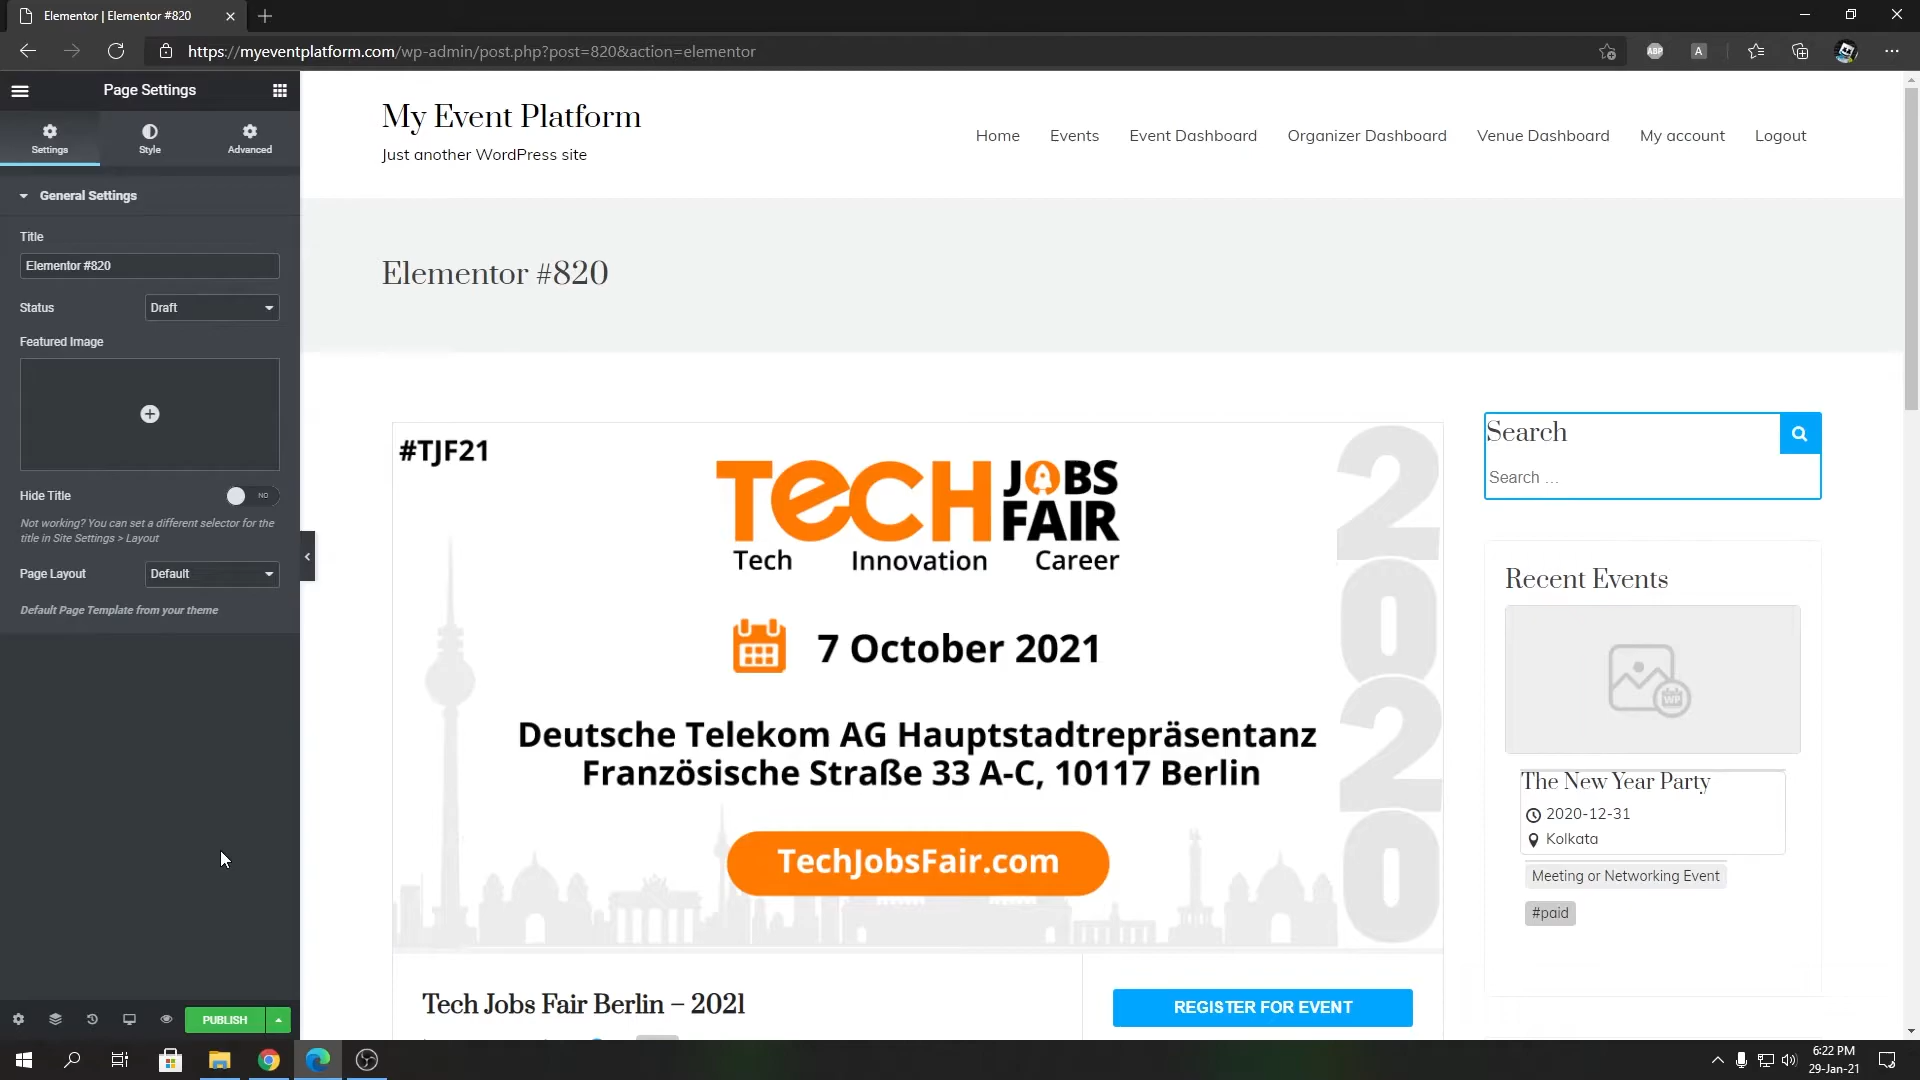 Elementor | Elementor #820
https://myeventplatform.com/wp-admin/post.php?post=820&action=elementor
ABP
A
Page Settings
Settings
Style
Advanced
General Settings
Title
Elementor #820
Status
Draft
Featured Image
Hide Title
NO
Not working? You can set a different selector for the
title in Site Settings > Layout
Page Layout
Default
Default Page Template from your theme
PUBLISH
My Event Platform
Just another WordPress site
Home
Events
Event Dashboard
Organizer Dashboard
Venue Dashboard
My account
Logout
Elementor #820
#TJF21
TECH JOBS
FAIR
Tech
Innovation
Career
7 October 2021
Deutsche Telekom AG Hauptstadtrepräsentanz
Französische Straße 33 A-C, 10117 Berlin
TechJobsFair.com
2020
Tech Jobs Fair Berlin – 2021
REGISTER FOR EVENT
Search
Search …
Recent Events
WP
The New Year Party
2020-12-31
Kolkata
Meeting or Networking Event
#paid
6:22 PM
29-Jan-21